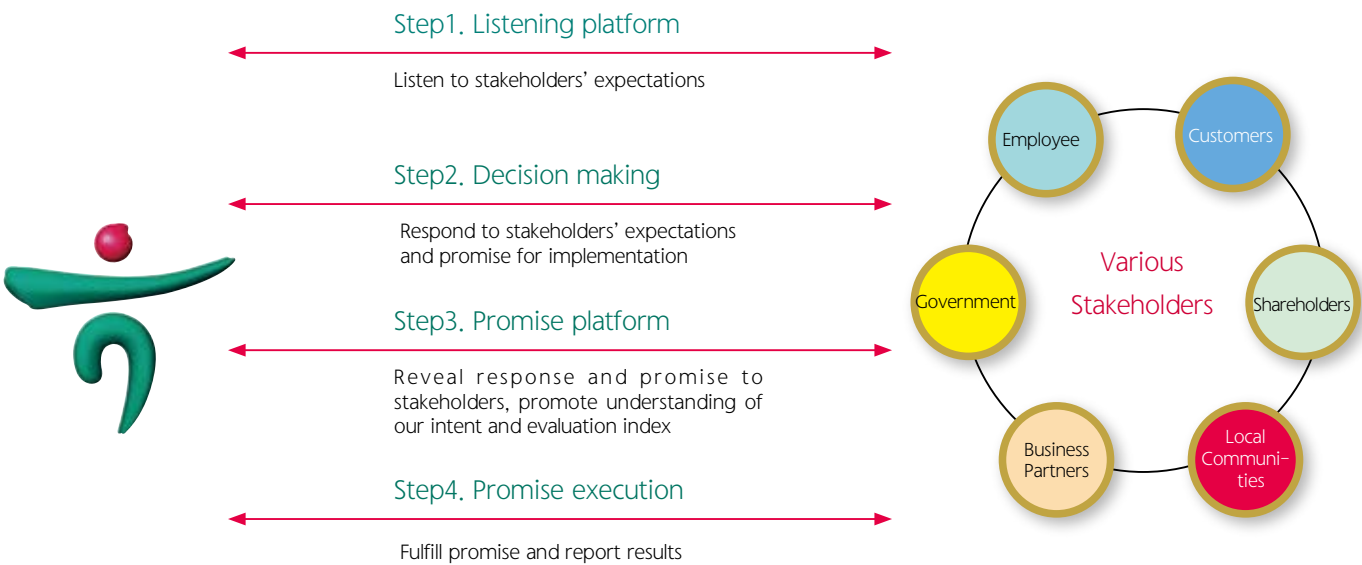 Step1. Listening platform
Listen to stakeholders’ expectations
Step2. Decision making
Respond to stakeholders’ expectations
and promise for implementation
Step3. Promise platform
Reveal response and promise to
stakeholders, promote understanding of
our intent and evaluation index
Step4. Promise execution
Fulfill promise and report results
Employee
Customers
Government
Various
Stakeholders
Shareholders
Business
Partners
Local
Communi-
ties